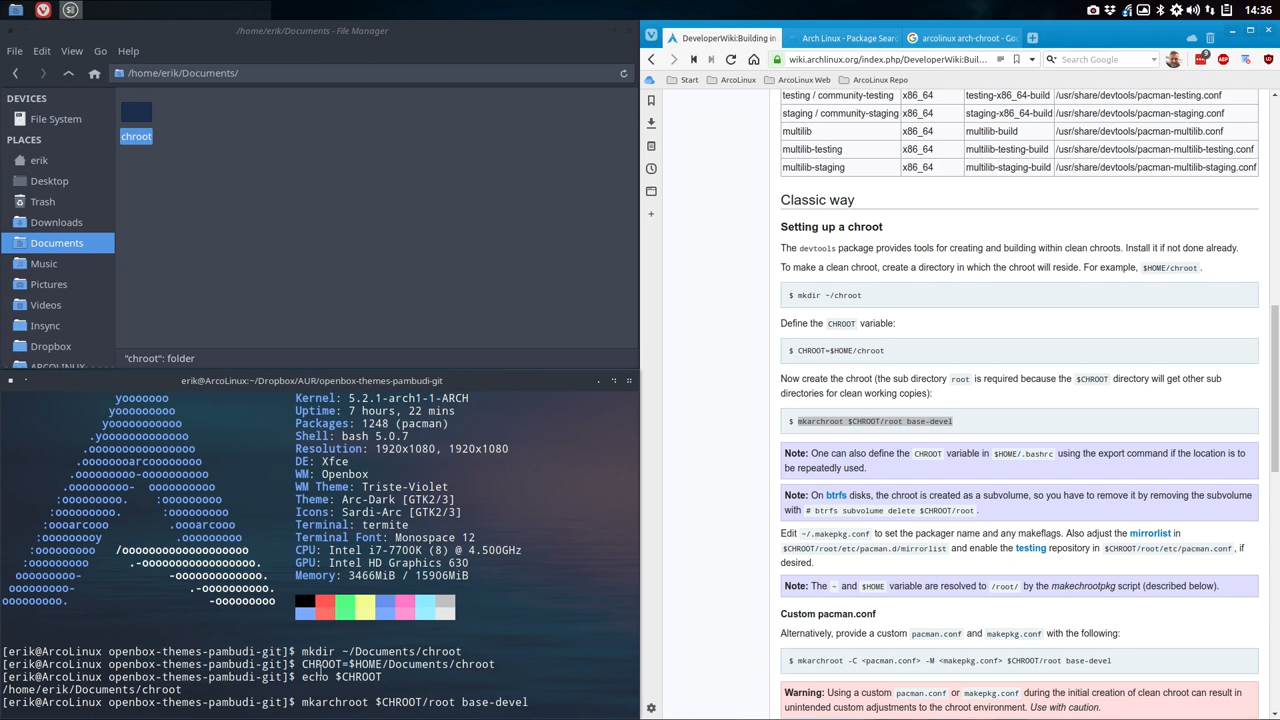 14:36
/home/erik/Documents - File Manager
File Edit View Go Help
/home/erik/Documents/
DEVICES
File System
PLACES
erik
Desktop
Trash
Downloads
Documents
Music
Pictures
Videos
Insync
Dropbox
ARCOLINUX
chroot
"chroot": folder
erik@ArcoLinux:~/Dropbox/AUR/openbox-themes-pambudi-git
Kernel: 5.2.1-arch1-1-ARCH
Uptime: 7 hours, 22 mins
Packages: 1248 (pacman)
Shell: bash 5.0.7
Resolution: 1920x1080, 1920x1080
DE: Xfce
WM: Openbox
WM Theme: Triste-Violet
Theme: Arc-Dark [GTK2/3]
Icons: Sardi-Arc [GTK2/3]
Terminal: termite
Terminal Font: Monospace 12
CPU: Intel i7-7700K (8) @ 4.500GHz
GPU: Intel HD Graphics 630
Memory: 3466MiB / 15906MiB
[erik@ArcoLinux openbox-themes-pambudi-git]$ mkdir ~/Documents/chroot
[erik@ArcoLinux openbox-themes-pambudi-git]$ CHROOT=$HOME/Documents/chroot
[erik@ArcoLinux openbox-themes-pambudi-git]$ echo $CHROOT
/home/erik/Documents/chroot
[erik@ArcoLinux openbox-themes-pambudi-git]$ mkarchroot $CHROOT/root base-devel
DeveloperWiki:Building in
Arch Linux - Package Searc
arcolinux arch-chroot - Goo
wiki.archlinux.org/index.php/DeveloperWiki:Buil...
Search Google
Start ArcoLinux ArcoLinux Web ArcoLinux Repo
testing / community-testing x86_64 testing-x86_64-build /usr/share/devtools/pacman-testing.conf
staging / community-staging x86_64 staging-x86_64-build /usr/share/devtools/pacman-staging.conf
multilib x86_64 multilib-build /usr/share/devtools/pacman-multilib.conf
multilib-testing x86_64 multilib-testing-build /usr/share/devtools/pacman-multilib-testing.conf
multilib-staging x86_64 multilib-staging-build /usr/share/devtools/pacman-multilib-staging.conf
Classic way
Setting up a chroot
The devtools package provides tools for creating and building within clean chroots. Install it if not done already.
To make a clean chroot, create a directory in which the chroot will reside. For example, $HOME/chroot.
$ mkdir ~/chroot
Define the CHROOT variable:
$ CHROOT=$HOME/chroot
Now create the chroot (the sub directory root is required because the $CHROOT directory will get other sub
directories for clean working copies):
$ mkarchroot $CHROOT/root base-devel
Note: One can also define the CHROOT variable in $HOME/.bashrc using the export command if the location is to
be repeatedly used.
Note: On btrfs disks, the chroot is created as a subvolume, so you have to remove it by removing the subvolume
with # btrfs subvolume delete $CHROOT/root.
Edit ~/.makepkg.conf to set the packager name and any makeflags. Also adjust the mirrorlist in
$CHROOT/root/etc/pacman.d/mirrorlist and enable the testing repository in $CHROOT/root/etc/pacman.conf, if
desired.
Note: The ~ and $HOME variable are resolved to /root/ by the makechrootpkg script (described below).
Custom pacman.conf
Alternatively, provide a custom pacman.conf and makepkg.conf with the following:
$ mkarchroot -C <pacman.conf> -M <makepkg.conf> $CHROOT/root base-devel
Warning: Using a custom pacman.conf or makepkg.conf during the initial creation of clean chroot can result in
unintended custom adjustments to the chroot environment. Use with caution.